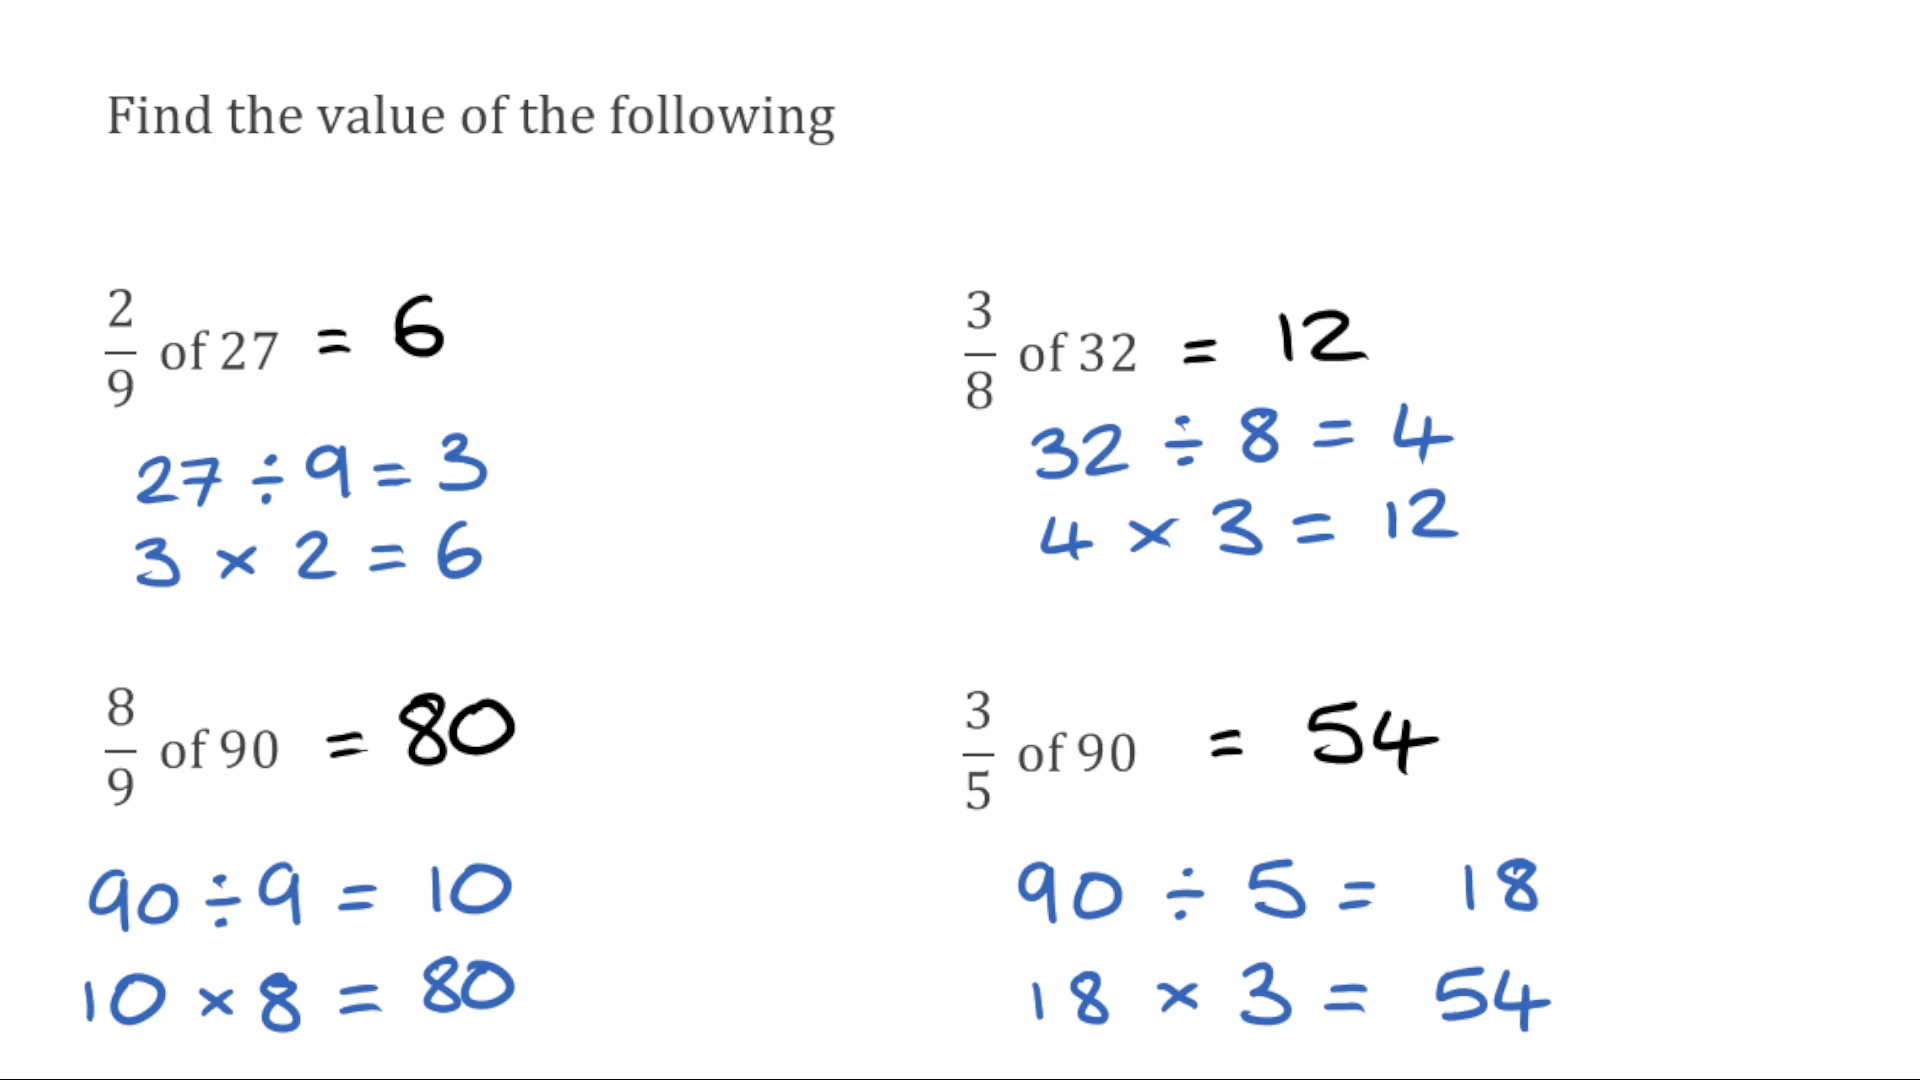 Find the value of the following
2/9 of 27 = 6
27 ÷ 9 = 3
3 × 2 = 6
3/8 of 32 = 12
32 ÷ 8 = 4
4 × 3 = 12
8/9 of 90 = 80
90 ÷ 9 = 10
10 × 8 = 80
3/5 of 90 = 54
90 ÷ 5 = 18
18 × 3 = 54